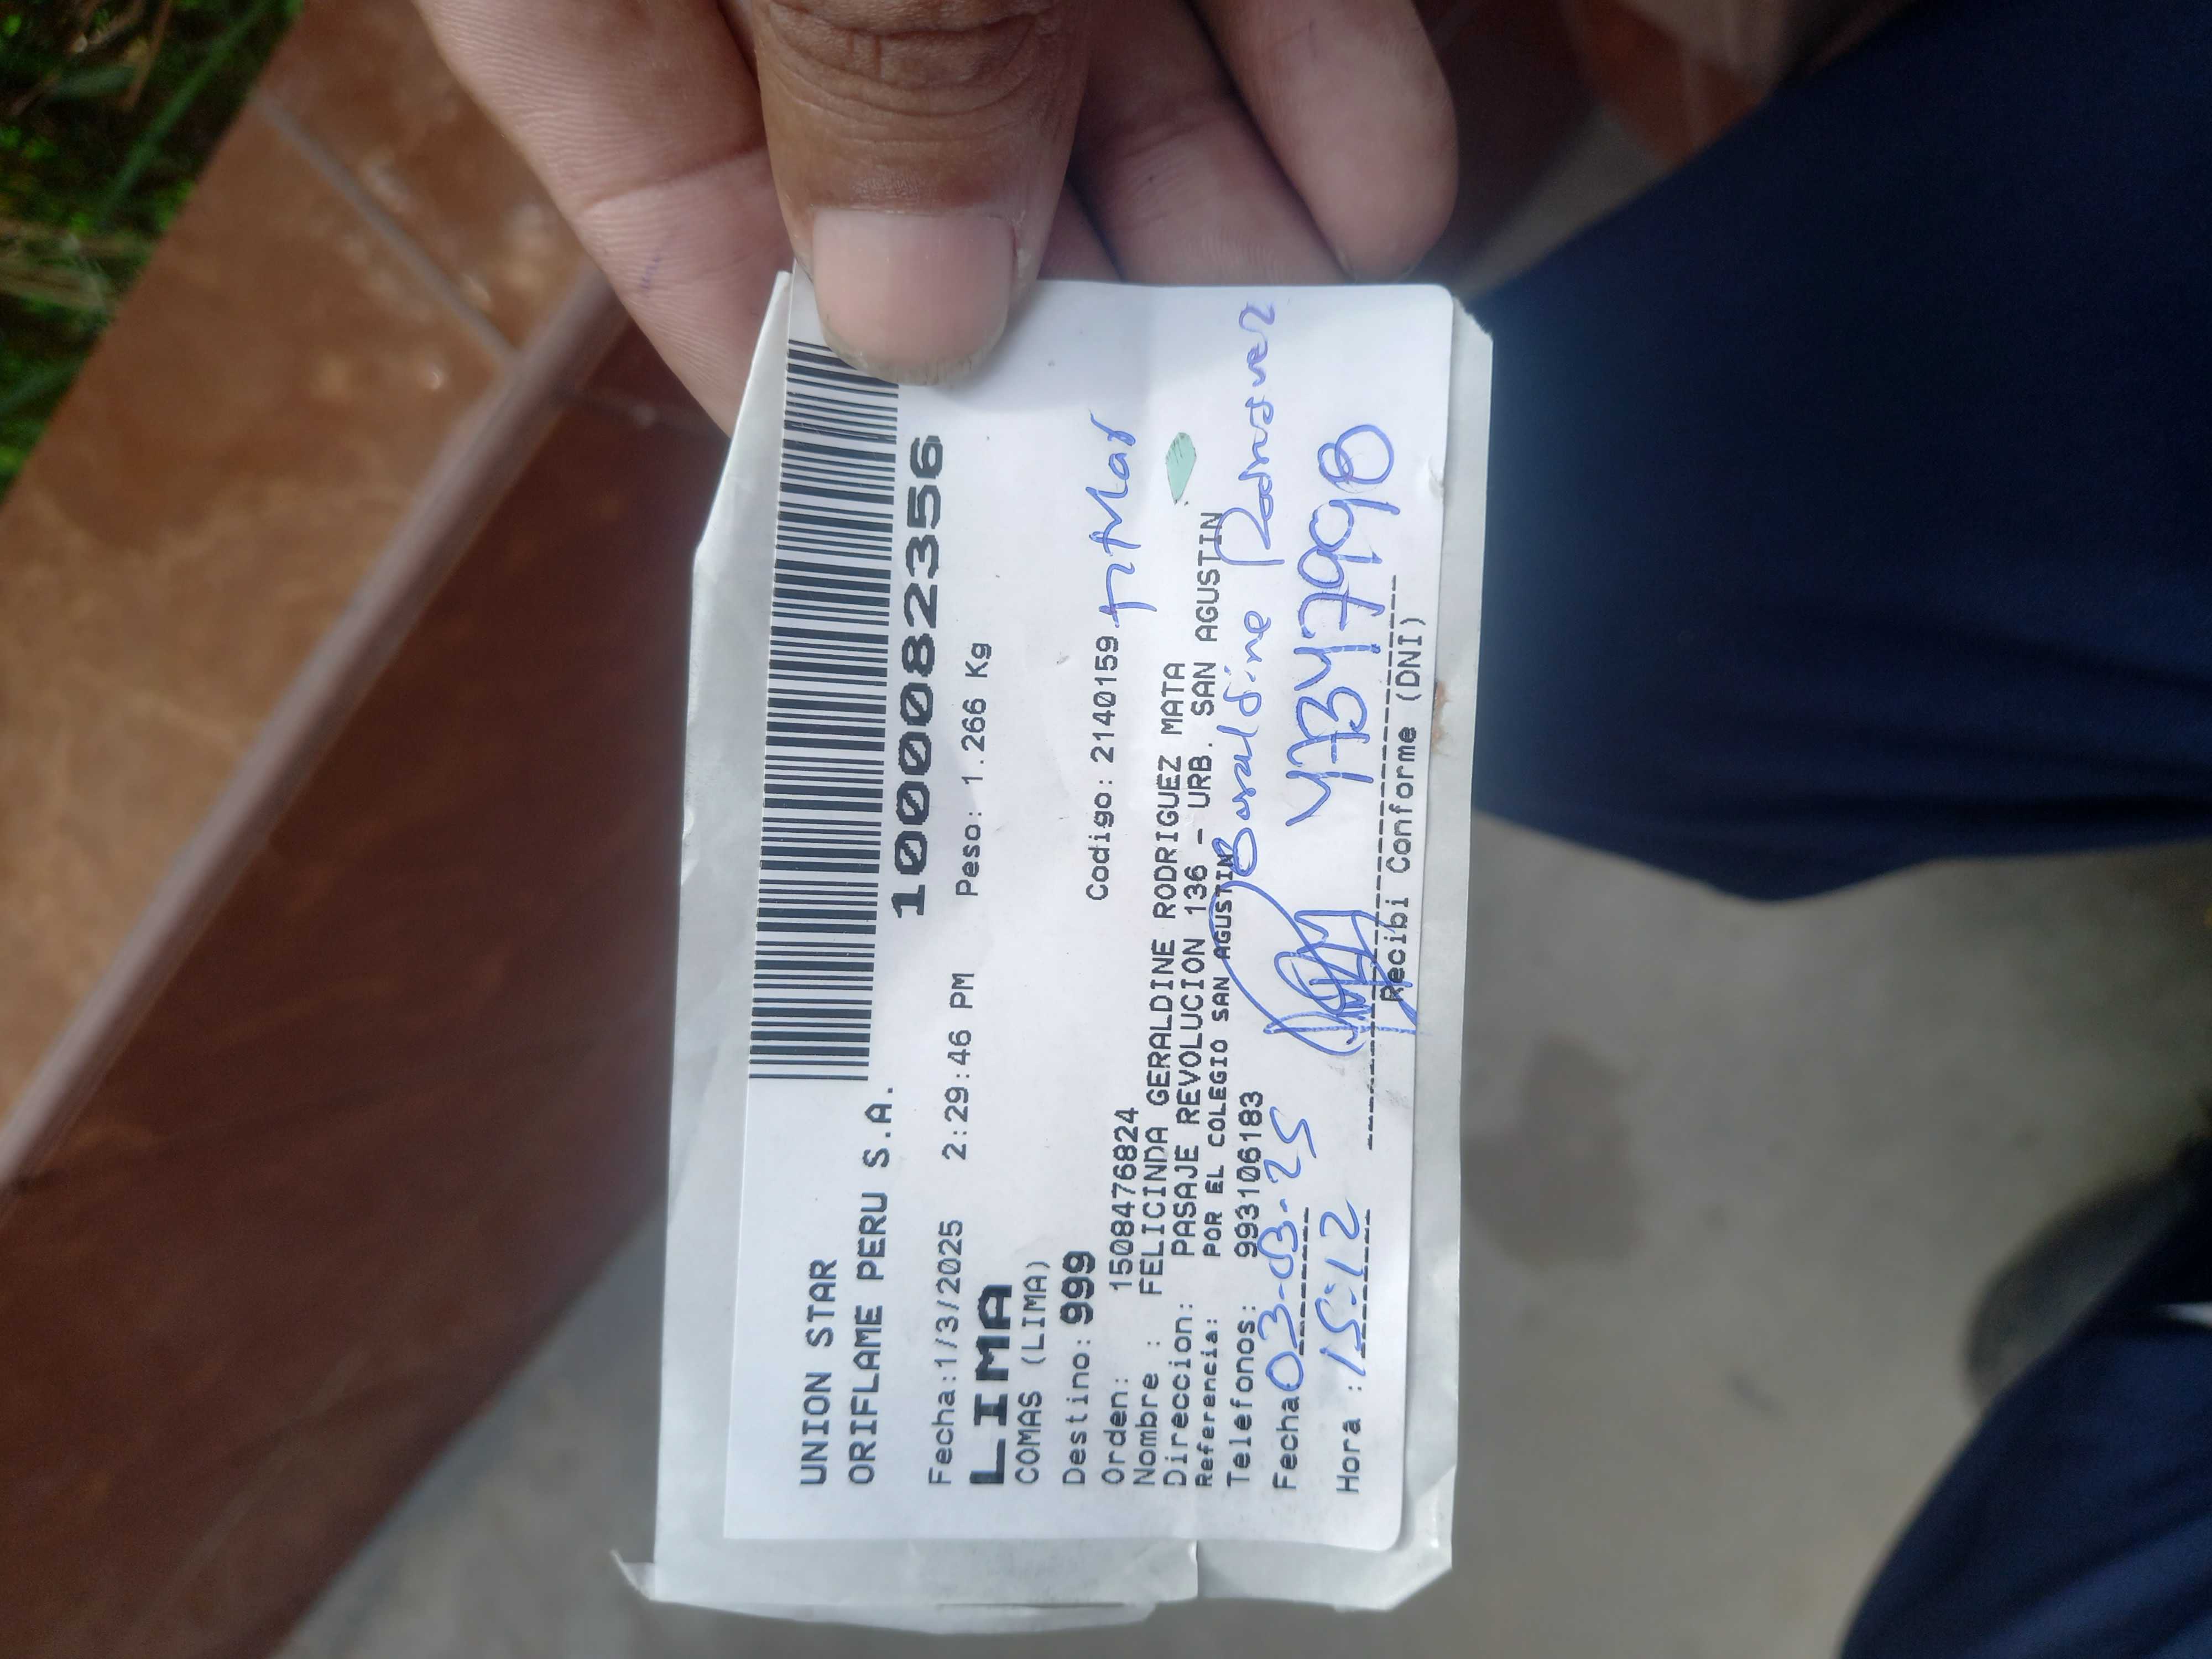 UNION STAR
ORIFLAME PERU S.A.
1000082356
Fecha:1/3/2025 2:29:46 PM Peso: 1.266 Kg
LIMA
COMAS (LIMA)
Destino: 999 Codigo: 2140159
Orden: 1508476824 titular
Nombre : FELICINDA GERALDINE RODRIGUEZ MATA
Direccion: PASAJE REVOLUCION 136 - URB. SAN AGUSTIN
Referencia: POR EL COLEGIO SAN AGUSTIN
Telefonos: 993106183
Geraldine Rodriguez
Fecha 03-03-25
Hora : 15:12
Recibi Conforme (DNI)